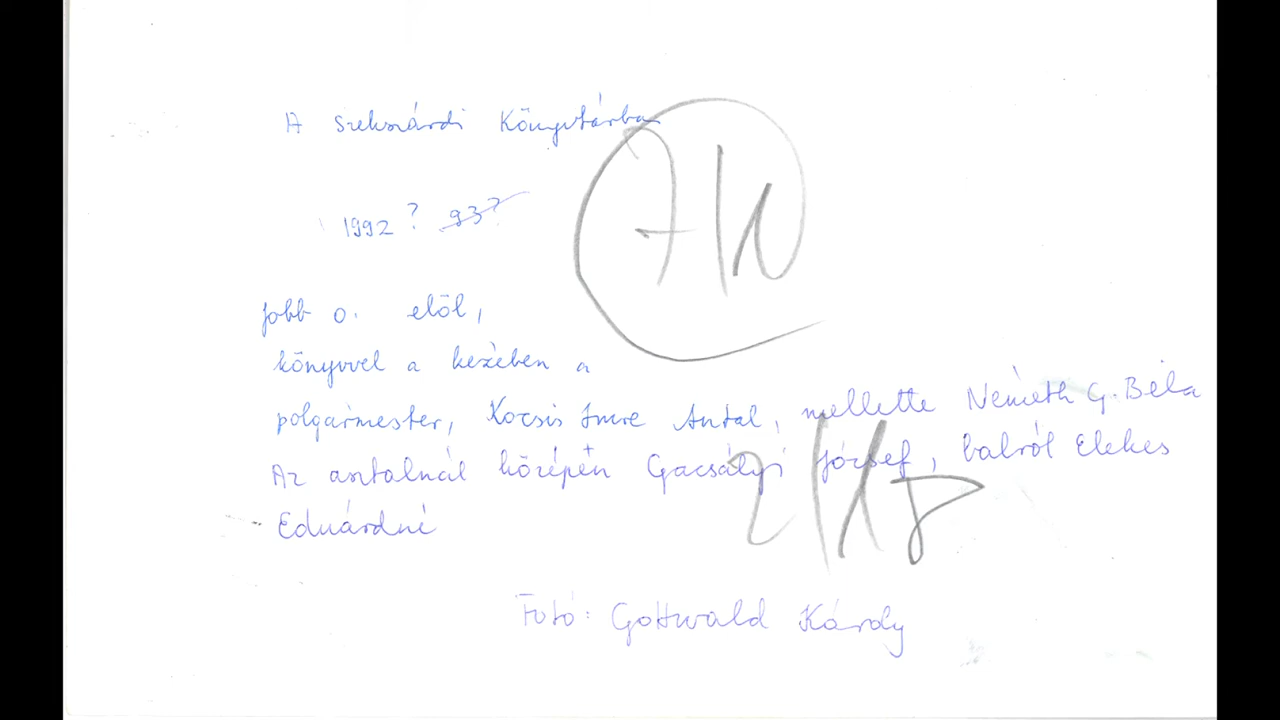 A Szekszárdi Könyvtárba
1992 ? 93?
Jobb o. elöl,
könyvvel a kezében a
polgármester, Kocsis Imre Antal, mellette Németh G. Béla
Az asztalnál középen + Gacsályi József, balról Elekes
Eduárdné
Fotó: Gottwald Károly